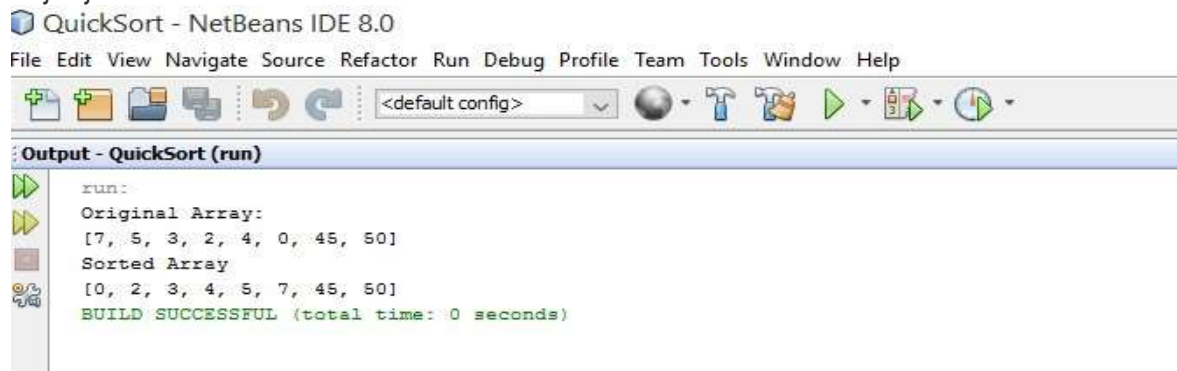 QuickSort - NetBeans IDE 8.0
File Edit View Navigate Source Refactor Run Debug Profile Team Tools Window Help
<default config>
Output - QuickSort (run)
run:
Original Array:
[7, 5, 3, 2, 4, 0, 45, 50]
Sorted Array
[0, 2, 3, 4, 5, 7, 45, 50]
BUILD SUCCESSFUL (total time: 0 seconds)